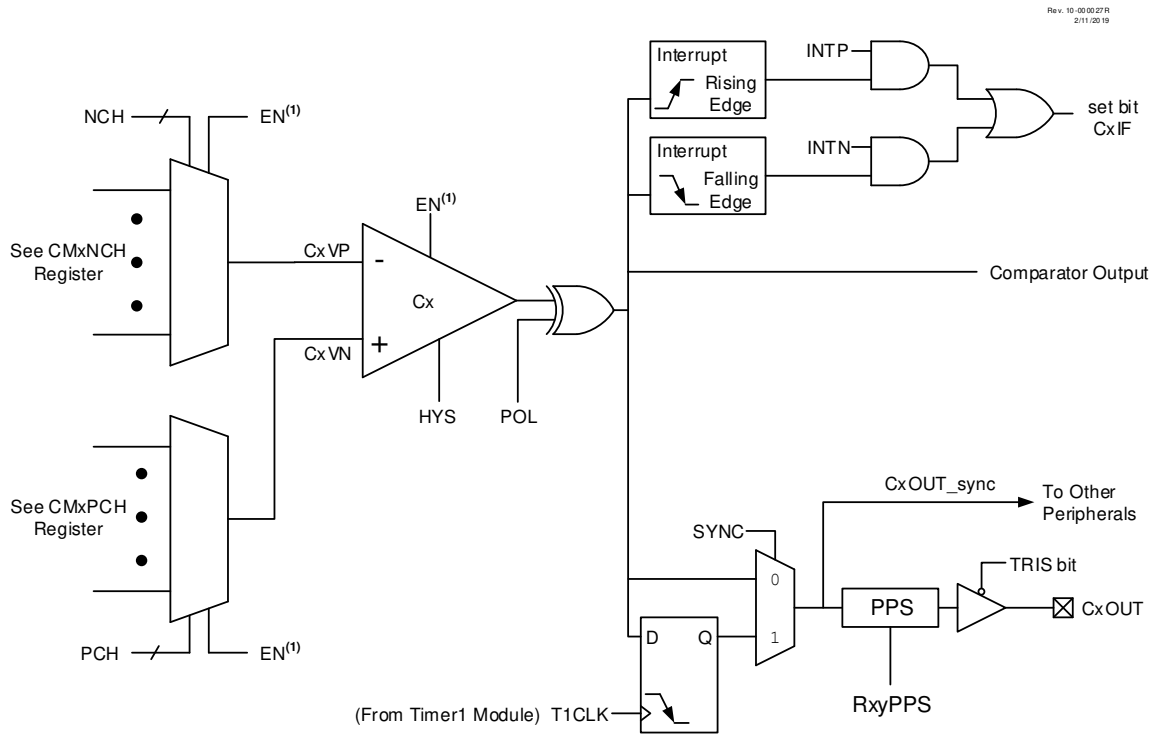 Rev. 10-000027R
2/11/2019
INTP
Interrupt
Rising
Edge
set bit
CxIF
NCH
EN(1)
INTN
Interrupt
Falling
Edge
EN(1)
See CMxNCH
Register
CxVP
-
Comparator Output
Cx
+
CxVN
HYS
POL
CxOUT_sync
To Other
Peripherals
See CMxPCH
Register
SYNC
TRIS bit
0
PPS
CxOUT
D
Q
1
PCH
EN(1)
RxyPPS
(From Timer1 Module) T1CLK